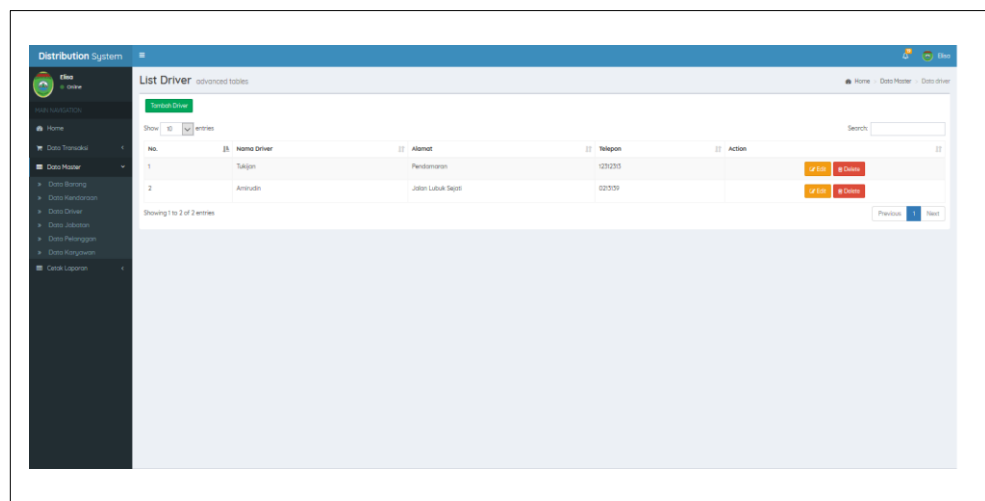 Distribution System
Elisa
Elisa
Online
MAIN NAVIGATION
Home
Data Transaksi
Data Master
Data Barang
Data Kendaraan
Data Driver
Data Jabatan
Data Pelanggan
Data Karyawan
Cetak Laporan
List Driver advanced tables
Home > Data Master > Data driver
Tambah Driver
Show 10 entries
Search:
No. Nama Driver Alamat Telepon Action
1 Tukijan Pendamaran 12312313 Edit Delete
2 Amirudin Jalan Lubuk Sejati 0213139 Edit Delete
Showing 1 to 2 of 2 entries
Previous 1 Next